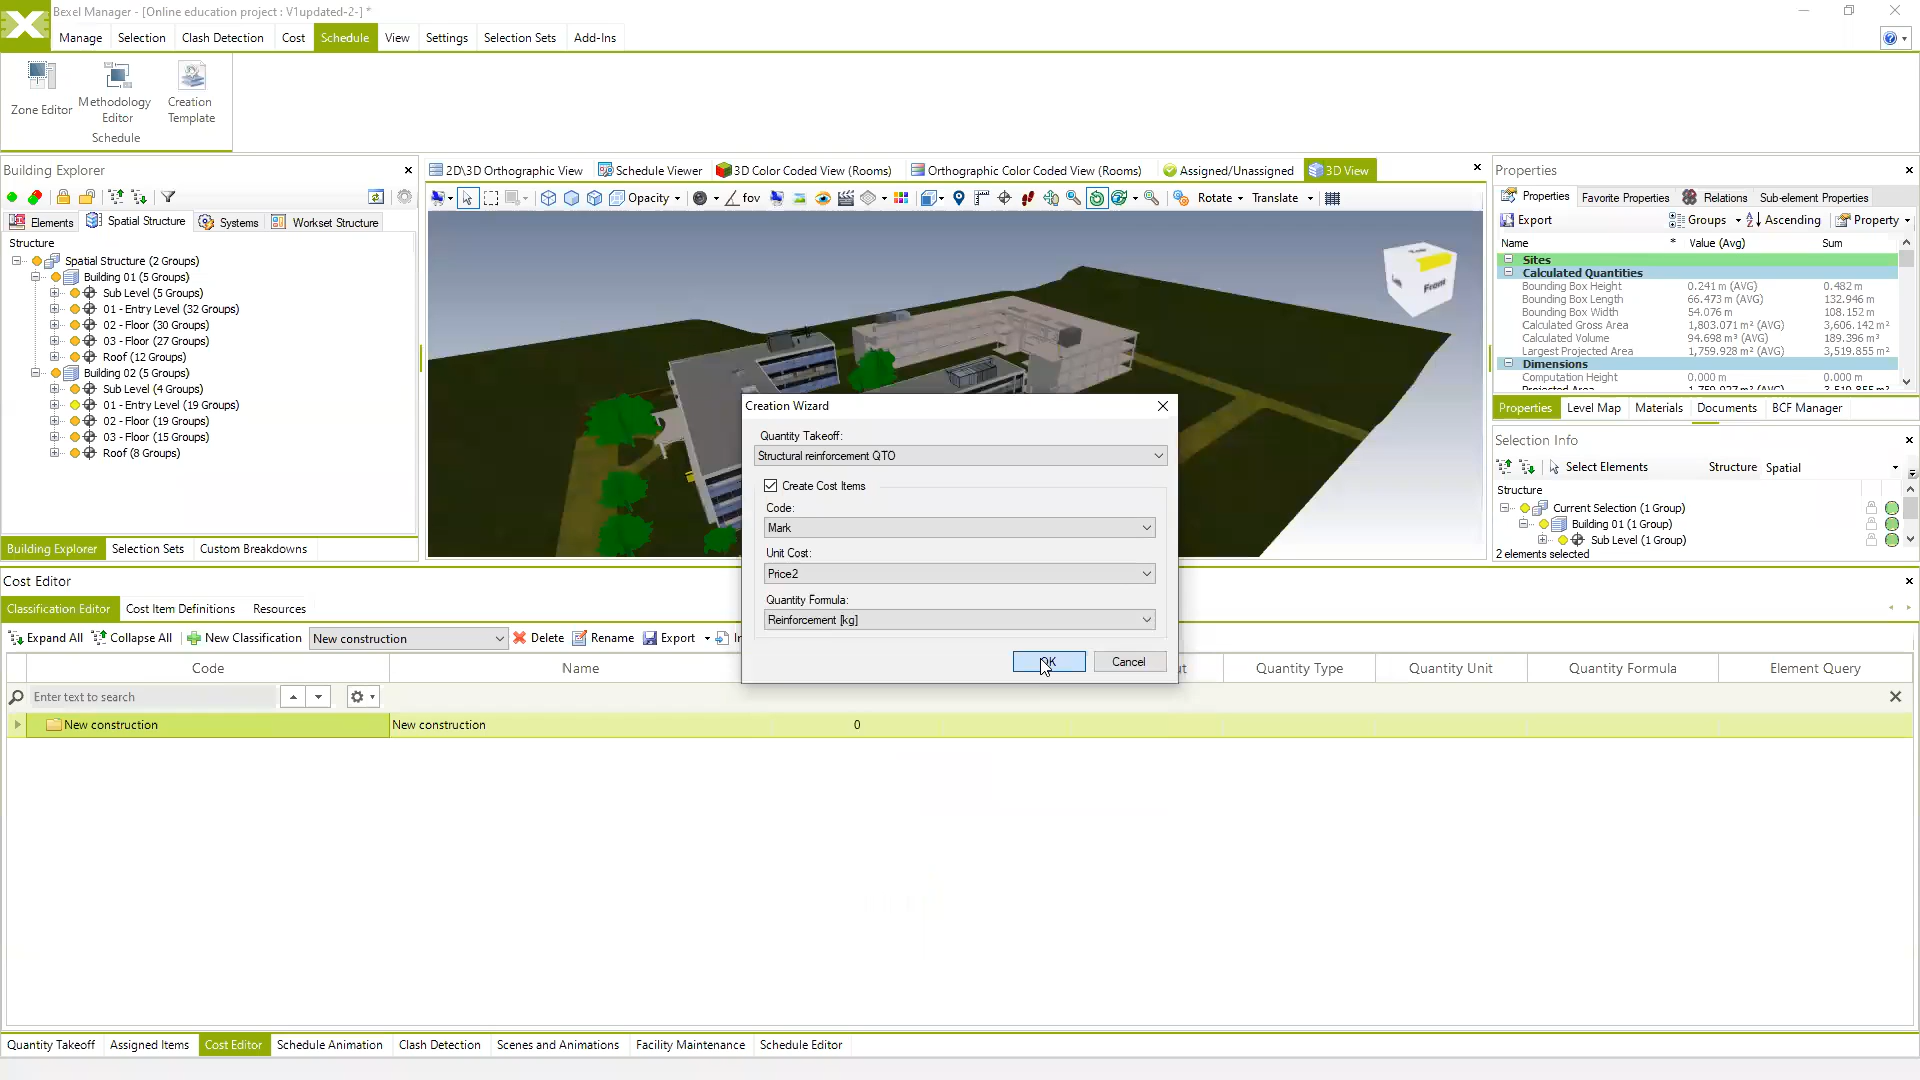 Bexel Manager - [Online education project : V1updated-2-] *
Manage Selection Clash Detection Cost Schedule View Settings Selection Sets Add-Ins
Zone Editor Methodology Editor Creation Template
Schedule
Building Explorer
Elements Spatial Structure Systems Workset Structure
Structure
Spatial Structure (2 Groups)
Building 01 (5 Groups)
Sub Level (5 Groups)
01 - Entry Level (32 Groups)
02 - Floor (30 Groups)
03 - Floor (27 Groups)
Roof (12 Groups)
Building 02 (5 Groups)
Sub Level (4 Groups)
01 - Entry Level (19 Groups)
02 - Floor (19 Groups)
03 - Floor (15 Groups)
Roof (8 Groups)
Building Explorer Selection Sets Custom Breakdowns
2D\3D Orthographic View Schedule Viewer 3D Color Coded View (Rooms) Orthographic Color Coded View (Rooms) Assigned/Unassigned 3D View
Opacity fov Rotate Translate
Front
Properties
Properties Favorite Properties Relations Sub-element Properties
Export Groups Ascending Property
Name * Value (Avg) Sum
Sites
Calculated Quantities
Bounding Box Height 0.241 m (AVG) 0.482 m
Bounding Box Length 66.473 m (AVG) 132.946 m
Bounding Box Width 54.076 m 108.152 m
Calculated Gross Area 1,803.071 m² (AVG) 3,606.142 m²
Calculated Volume 94.698 m³ (AVG) 189.396 m³
Largest Projected Area 1,759.928 m² (AVG) 3,519.855 m²
Dimensions
Computation Height 0.000 m 0.000 m
Properties Level Map Materials Documents BCF Manager
Selection Info
Select Elements Structure Spatial
Structure
Current Selection (1 Group)
Building 01 (1 Group)
Sub Level (1 Group)
2 elements selected
Creation Wizard
Quantity Takeoff:
Structural reinforcement QTO
Create Cost Items
Code:
Mark
Unit Cost:
Price2
Quantity Formula:
Reinforcement [kg]
OK Cancel
Cost Editor
Classification Editor Cost Item Definitions Resources
Expand All Collapse All New Classification New construction Delete Rename Export In
Code Name Quantity Type Quantity Unit Quantity Formula Element Query
Enter text to search
New construction New construction 0
Quantity Takeoff Assigned Items Cost Editor Schedule Animation Clash Detection Scenes and Animations Facility Maintenance Schedule Editor